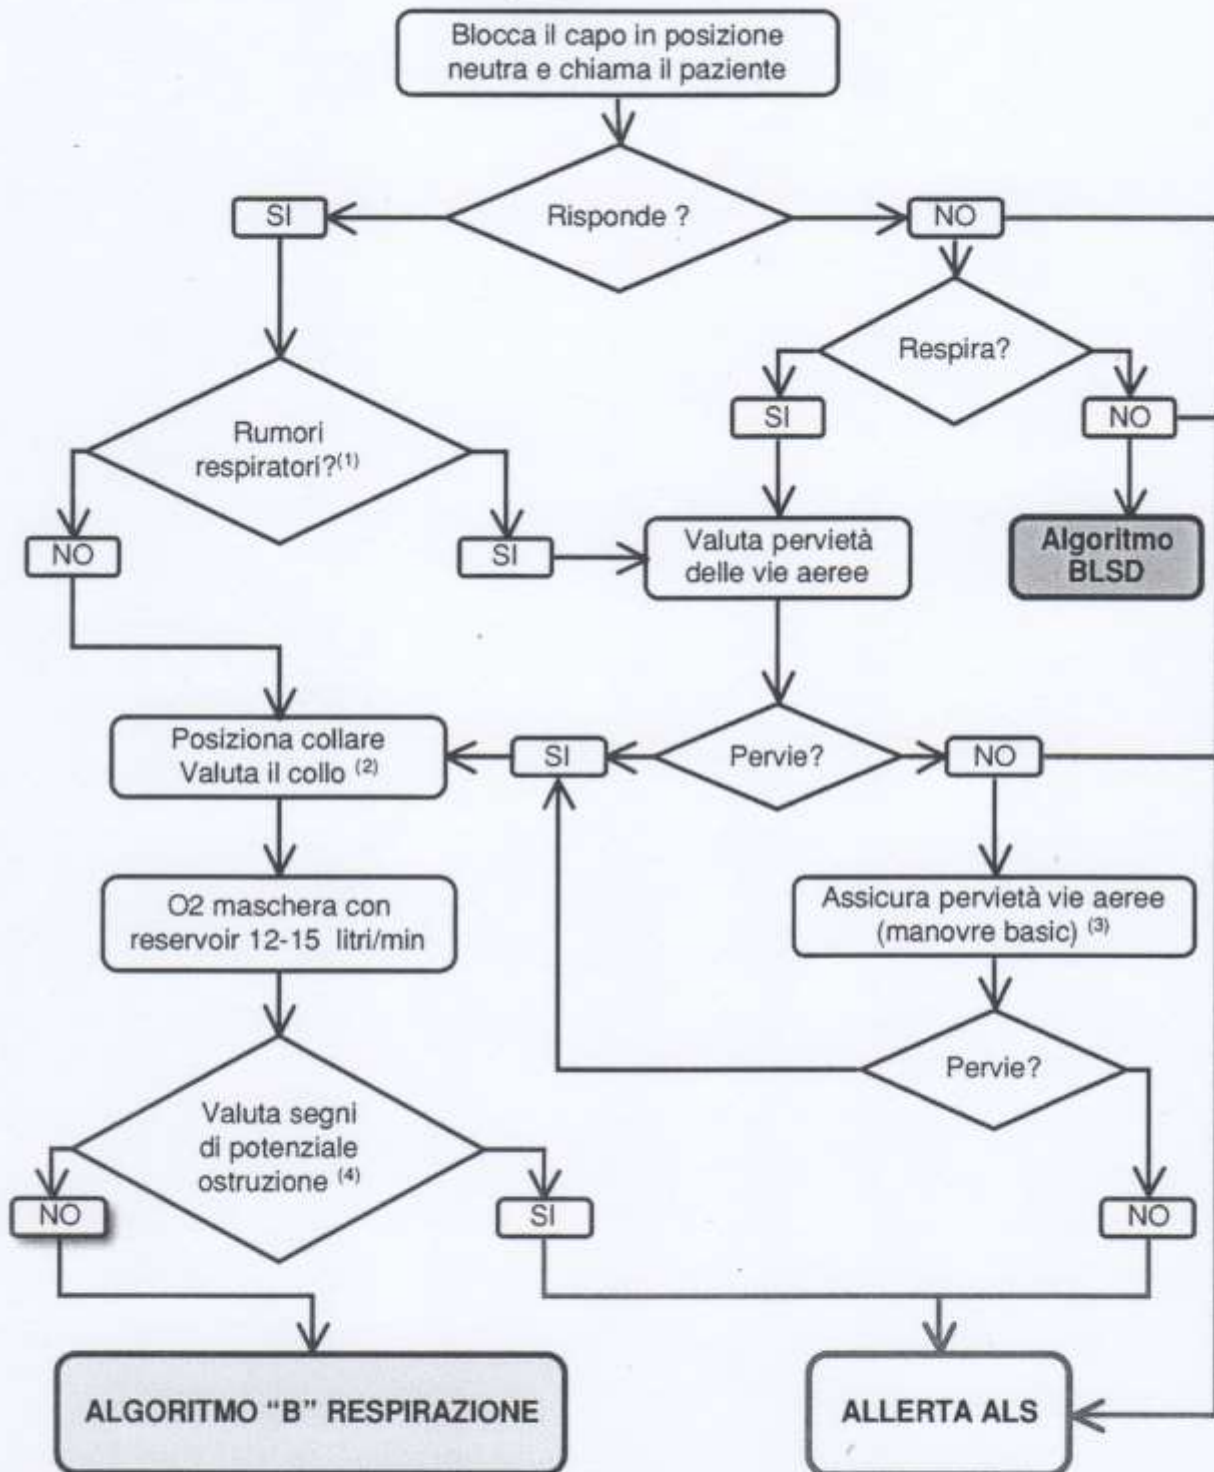 Blocca il capo in posizione
neutra e chiama il paziente
Risponde ?
SI
NO
Respira?
SI
NO
Rumori
respiratori?(1)
NO
SI
Valuta pervietà
delle vie aeree
Algoritmo
BLSD
Posiziona collare
Valuta il collo (2)
SI
Pervie?
NO
O2 maschera con
reservoir 12-15 litri/min
Assicura pervietà vie aeree
(manovre basic) (3)
Pervie?
Valuta segni
di potenziale
ostruzione (4)
NO
SI
NO
ALGORITMO “B” RESPIRAZIONE
ALLERTA ALS